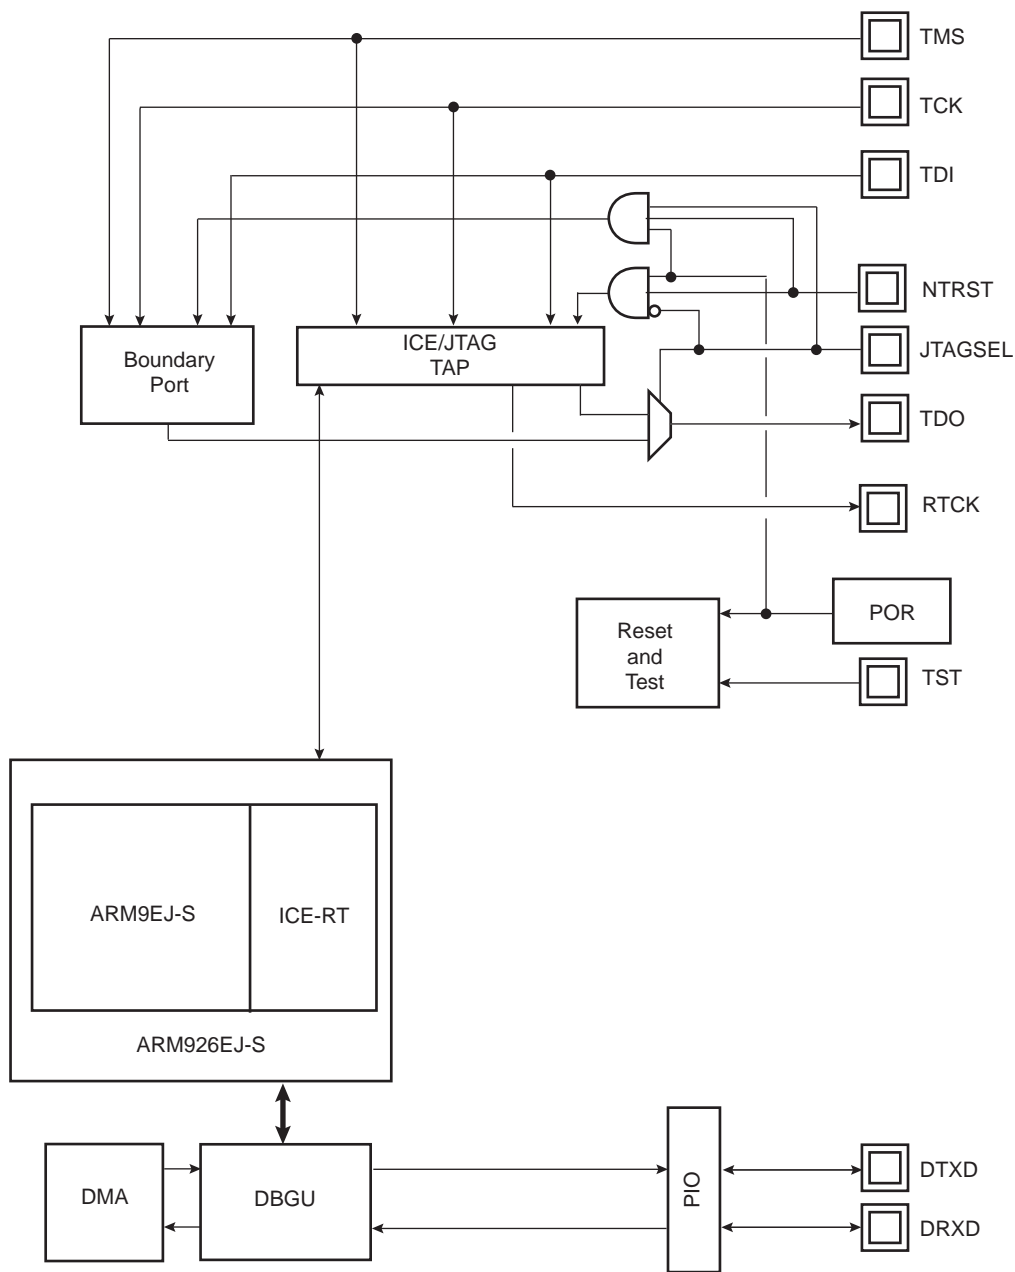 TMS
TCK
TDI
NTRST
JTAGSEL
TDO
RTCK
Boundary
Port
ICE/JTAG
TAP
POR
Reset
and
Test
TST
ARM9EJ-S
ICE-RT
ARM926EJ-S
DMA
DBGU
PIO
DTXD
DRXD